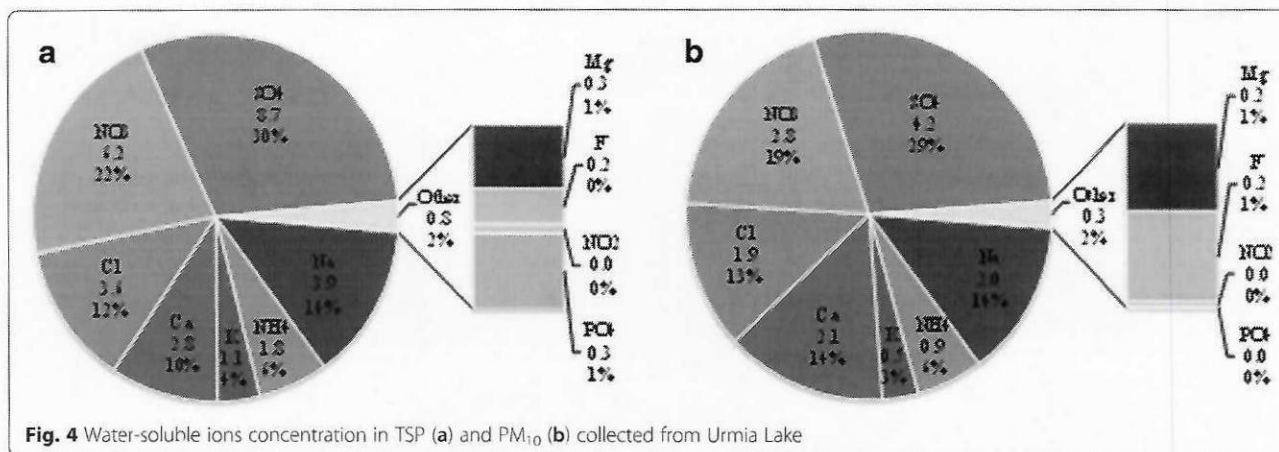 a
SO4
8.7
30%
NO3
6.2
22%
Cl
3.4
12%
Ca
2.8
10%
K
1.1
4%
NH4
1.8
6%
Na
3.9
14%
Other
0.8
2%
Mg
0.3
1%
F
0.2
0%
NO2
0.0
0%
PO4
0.3
1%
b
SO4
4.2
29%
NO3
2.8
19%
Cl
1.9
13%
Ca
2.1
14%
K
0.5
3%
NH4
0.9
6%
Na
2.0
14%
Other
0.3
2%
Mg
0.2
1%
F
0.2
1%
NO2
0.0
0%
PO4
0.0
0%
Fig. 4 Water-soluble ions concentration in TSP (a) and PM10 (b) collected from Urmia Lake